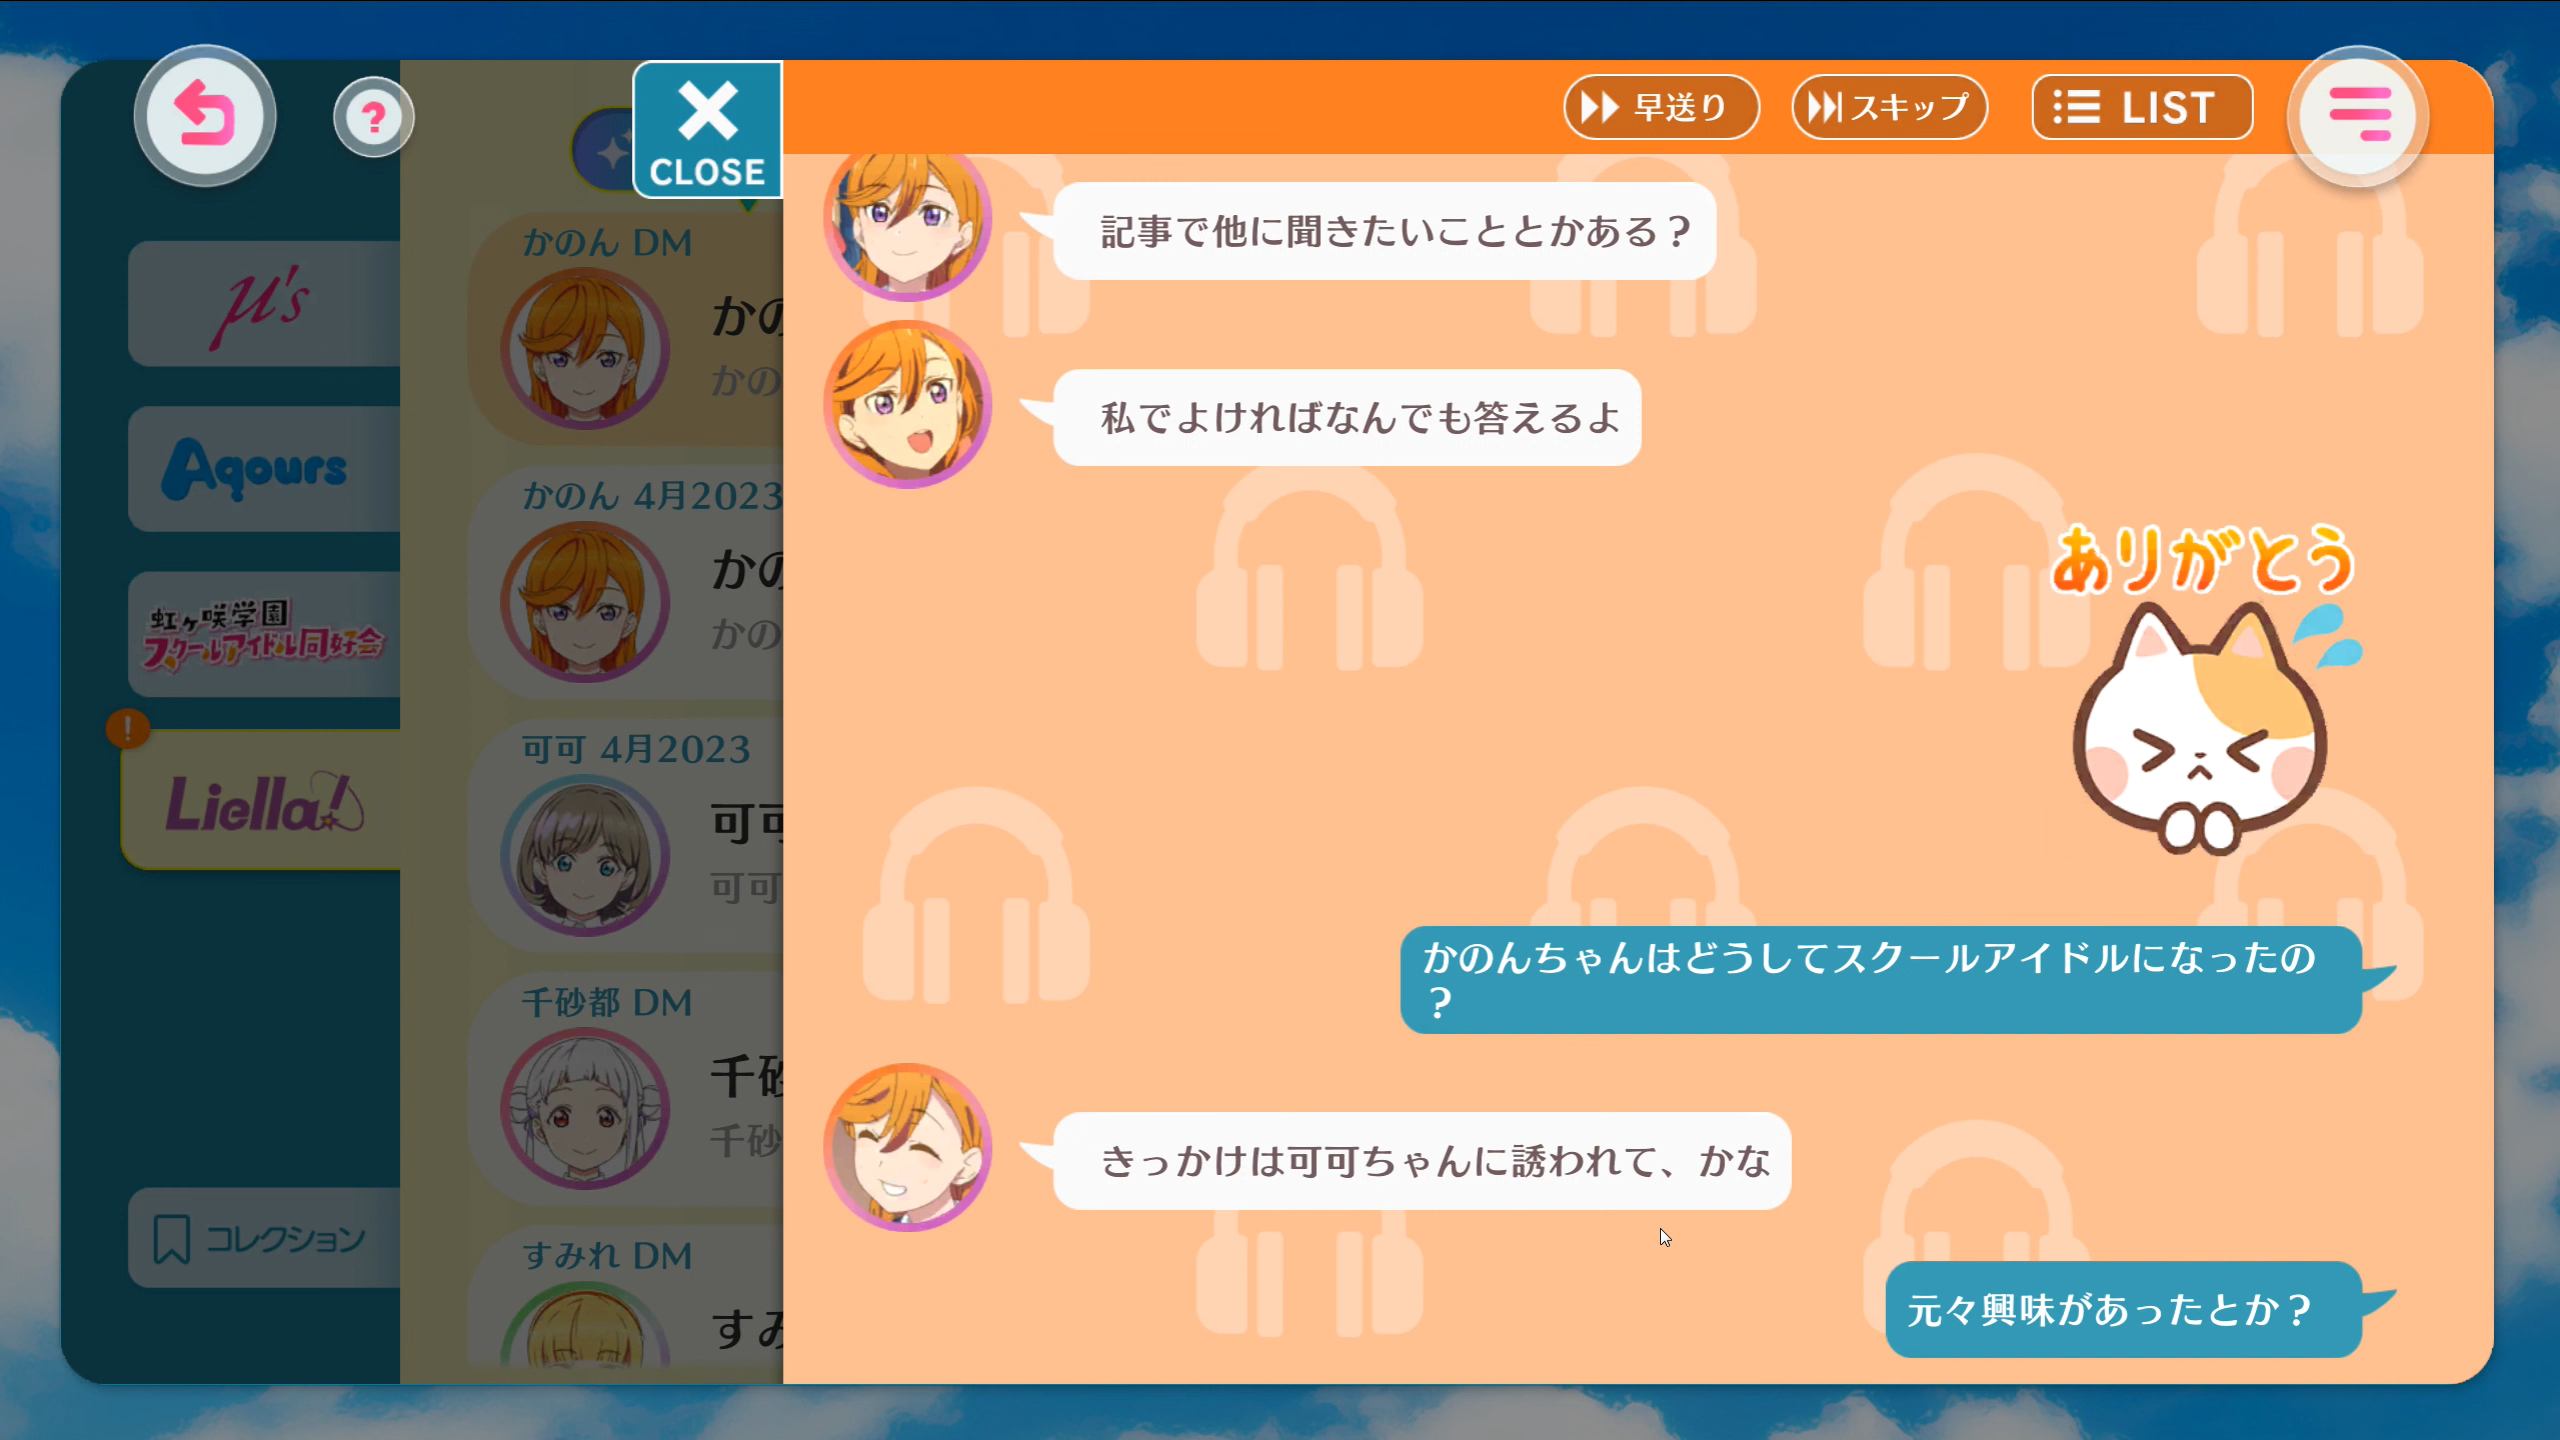 ?
CLOSE
早送り
スキップ
LIST
μ's
Aqours
虹ヶ咲学園
スクールアイドル同好会
!
Liella!
コレクション
かのん DM
かの
かの
かのん 4月2023
かの
かの
可可 4月2023
可可
可可
千砂都 DM
千砂
千砂
すみれ DM
すみ
記事で他に聞きたいこととかある？
私でよければなんでも答えるよ
ありがとう
かのんちゃんはどうしてスクールアイドルになったの
？
きっかけは可可ちゃんに誘われて、かな
元々興味があったとか？